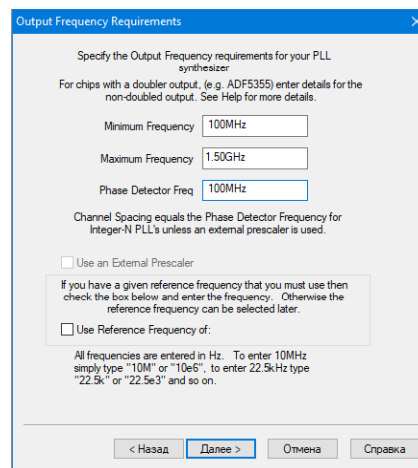 Output Frequency Requirements
Specify the Output Frequency requirements for your PLL
synthesizer
For chips with a doubler output, (e.g. ADF5355) enter details for the
non-doubled output. See Help for more details.
Minimum Frequency 100MHz
Maximum Frequency 1.50GHz
Phase Detector Freq 100MHz
Channel Spacing equals the Phase Detector Frequency for
Integer-N PLL's unless an external prescaler is used.
Use an External Prescaler
If you have a given reference frequency that you must use then
check the box below and enter the frequency. Otherwise the
reference frequency can be selected later.
Use Reference Frequency of:
All frequencies are entered in Hz. To enter 10MHz
simply type "10M" or "10e6", to enter 22.5kHz type
"22.5k" or "22.5e3" and so on.
< Назад Далее > Отмена Справка